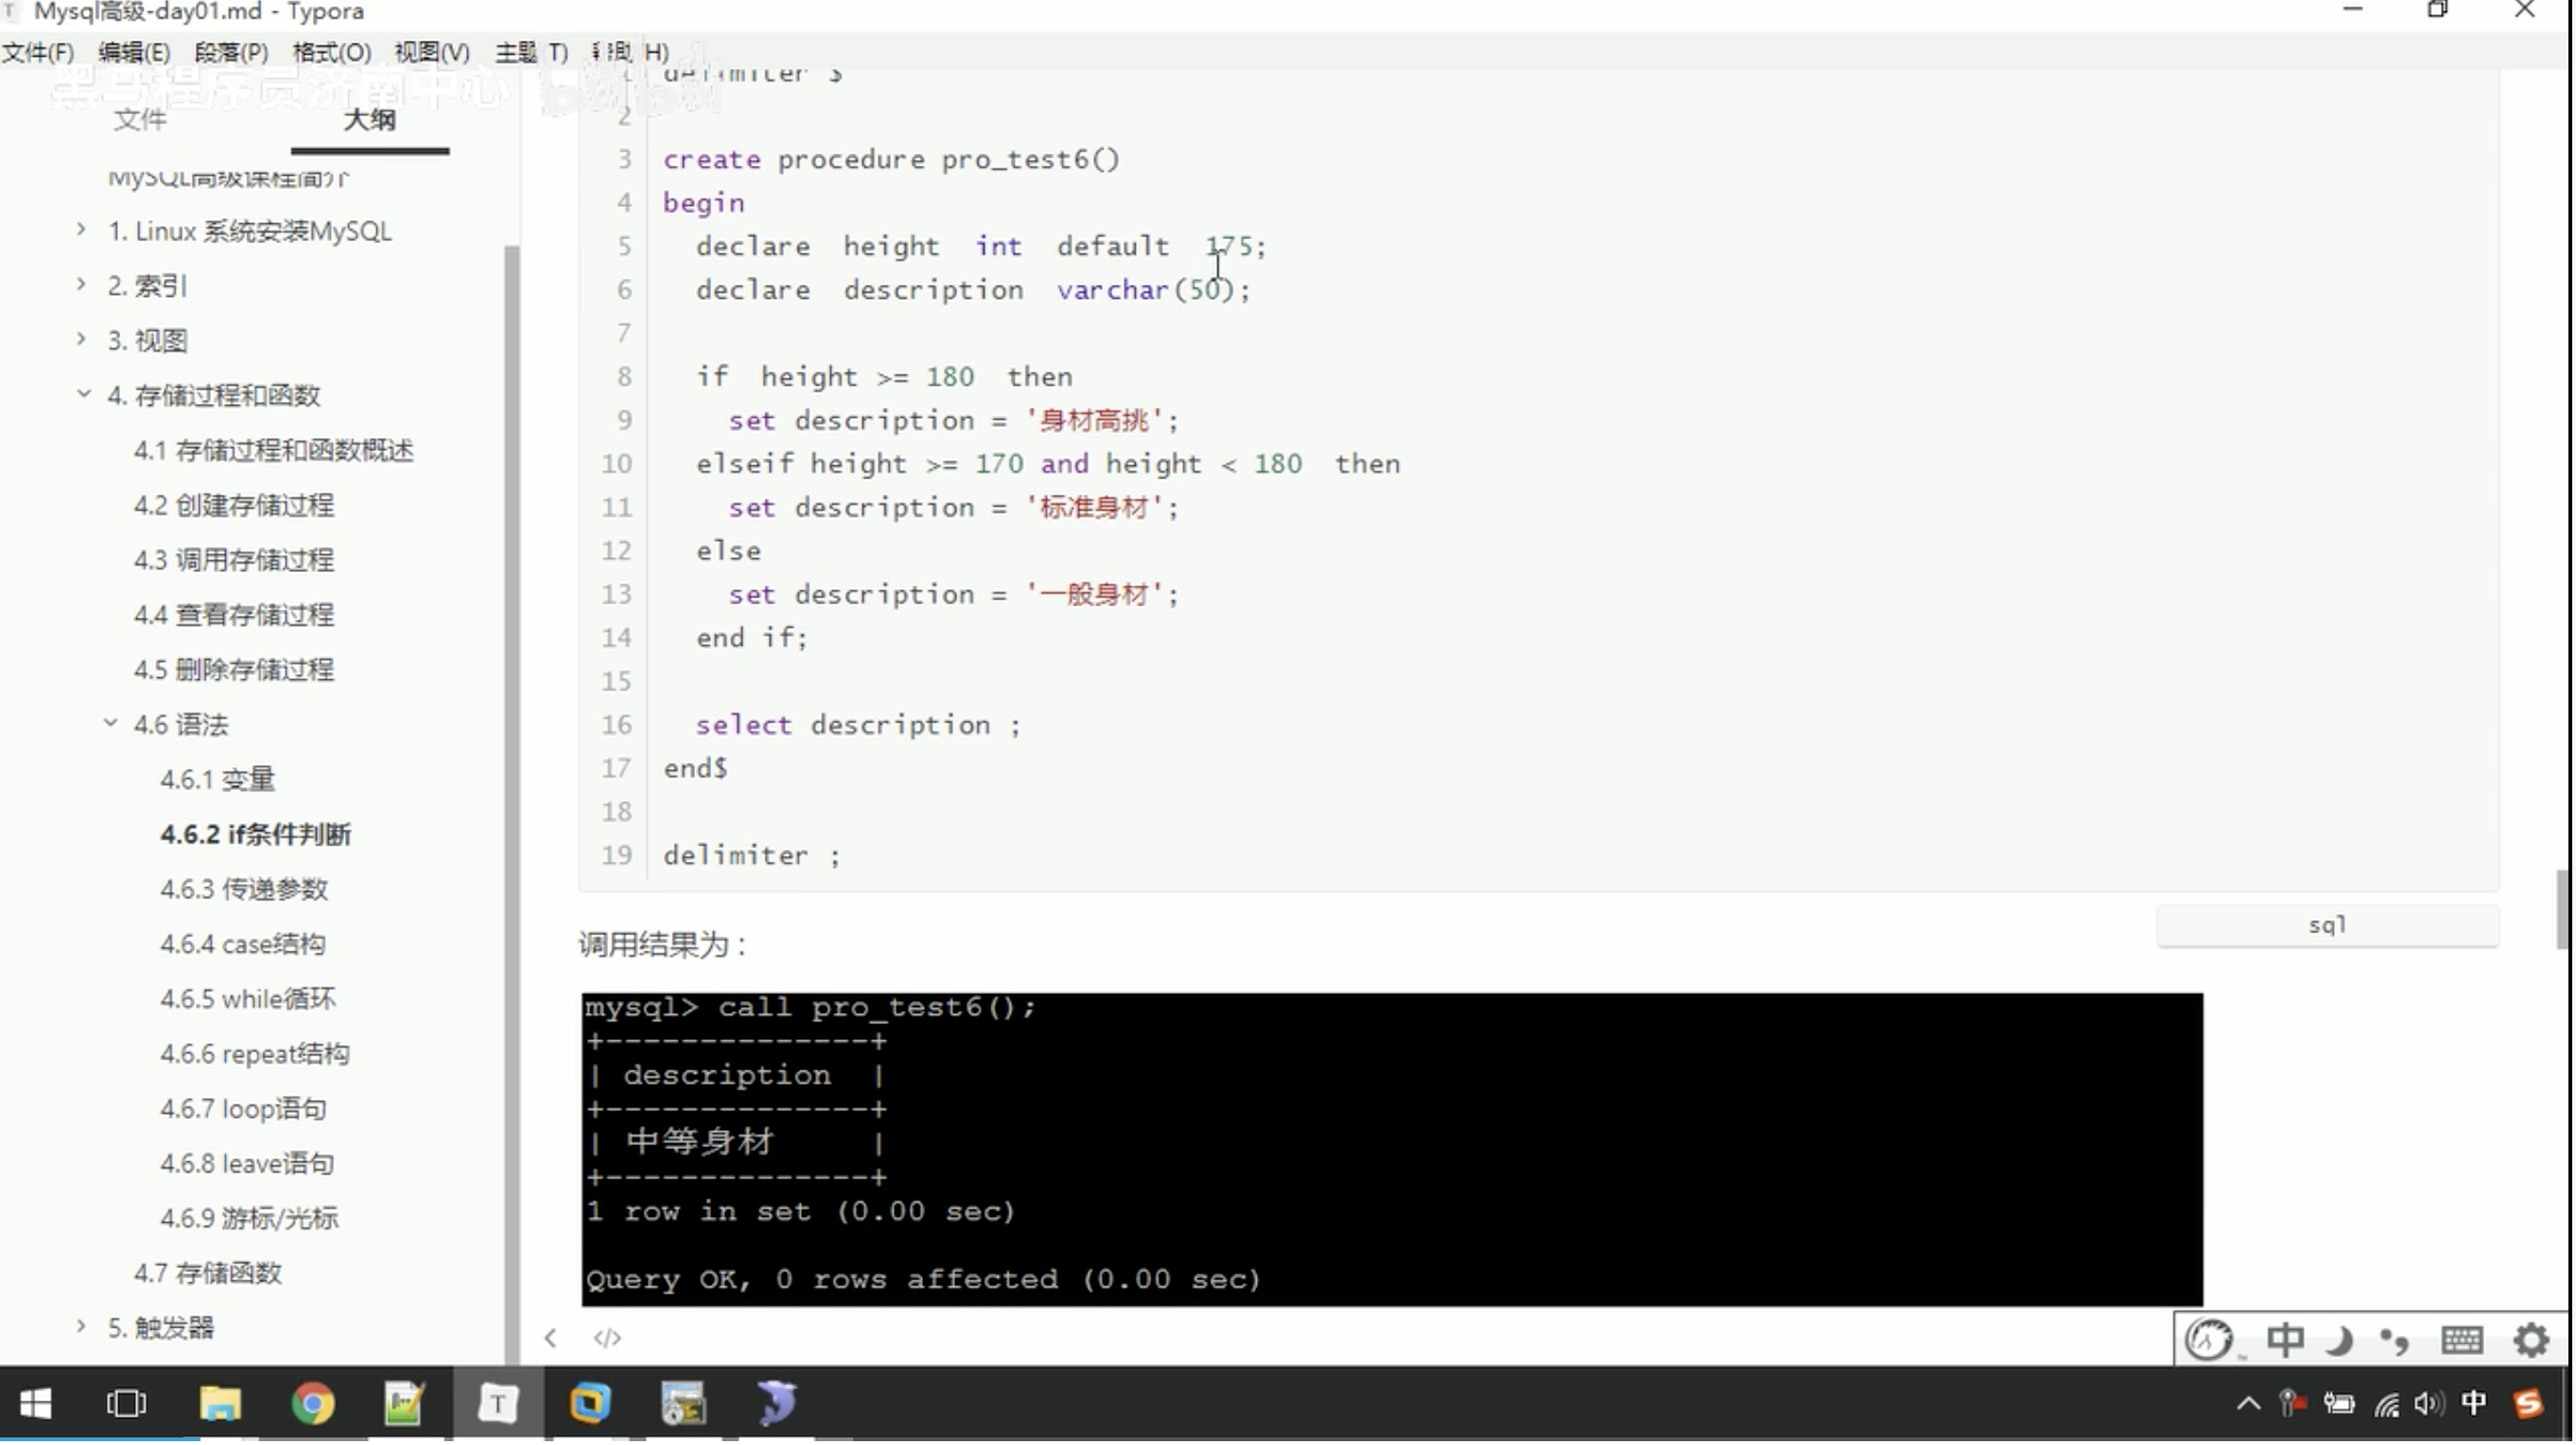 Mysql高级-day01.md - Typora
文件(F) 编辑(E) 段落(P) 格式(O) 视图(V) 主题(T) 帮助(H)
黑马程序员济南中心
文件 大纲
MySQL高级课程简介
1. Linux 系统安装MySQL
2. 索引
3. 视图
4. 存储过程和函数
4.1 存储过程和函数概述
4.2 创建存储过程
4.3 调用存储过程
4.4 查看存储过程
4.5 删除存储过程
4.6 语法
4.6.1 变量
4.6.2 if条件判断
4.6.3 传递参数
4.6.4 case结构
4.6.5 while循环
4.6.6 repeat结构
4.6.7 loop语句
4.6.8 leave语句
4.6.9 游标/光标
4.7 存储函数
5. 触发器
1 delimiter $
2
3 create procedure pro_test6()
4 begin
5 declare height int default 175;
6 declare description varchar(50);
7
8 if height >= 180 then
9 set description = '身材高挑';
10 elseif height >= 170 and height < 180 then
11 set description = '标准身材';
12 else
13 set description = '一般身材';
14 end if;
15
16 select description ;
17 end$
18
19 delimiter ;
sql
调用结果为 :
mysql> call pro_test6();
+--------------+
| description |
+--------------+
| 中等身材 |
+--------------+
1 row in set (0.00 sec)
Query OK, 0 rows affected (0.00 sec)
中
中